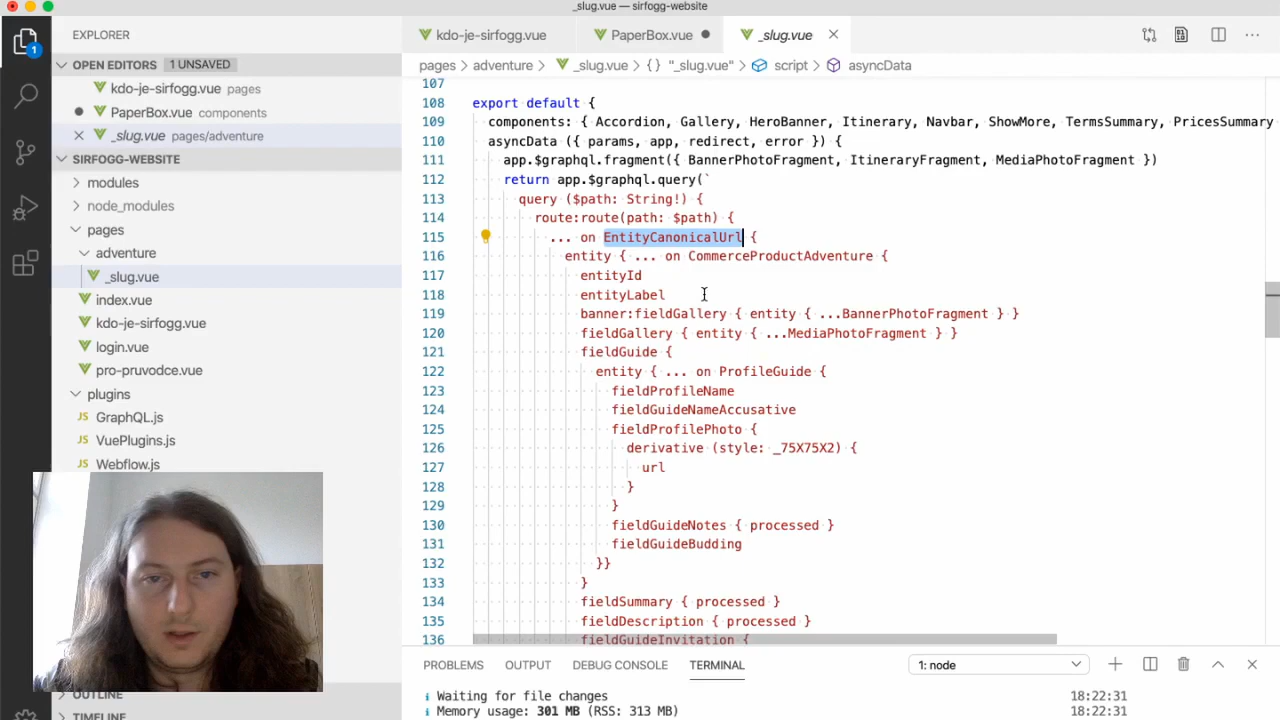 _slug.vue — sirfogg-website
EXPLORER
OPEN EDITORS 1 UNSAVED
kdo-je-sirfogg.vue pages
PaperBox.vue components
_slug.vue pages/adventure
SIRFOGG-WEBSITE
modules
node_modules
pages
adventure
_slug.vue
index.vue
kdo-je-sirfogg.vue
login.vue
pro-pruvodce.vue
plugins
JS GraphQL.js
JS VuePlugins.js
JS Webflow.js
OUTLINE
TIMELINE
1
kdo-je-sirfogg.vue PaperBox.vue _slug.vue
pages > adventure > _slug.vue > {} "_slug.vue" > script > asyncData
107
108 export default {
109 components: { Accordion, Gallery, HeroBanner, Itinerary, Navbar, ShowMore, TermsSummary, PricesSummary
110 asyncData ({ params, app, redirect, error }) {
111 app.$graphql.fragment({ BannerPhotoFragment, ItineraryFragment, MediaPhotoFragment })
112 return app.$graphql.query(`
113 query ($path: String!) {
114 route:route(path: $path) {
115 ... on EntityCanonicalUrl {
116 entity { ... on CommerceProductAdventure {
117 entityId
118 entityLabel
119 banner:fieldGallery { entity { ...BannerPhotoFragment } }
120 fieldGallery { entity { ...MediaPhotoFragment } }
121 fieldGuide {
122 entity { ... on ProfileGuide {
123 fieldProfileName
124 fieldGuideNameAccusative
125 fieldProfilePhoto {
126 derivative (style: _75X75X2) {
127 url
128 }
129 }
130 fieldGuideNotes { processed }
131 fieldGuideBudding
132 }}
133 }
134 fieldSummary { processed }
135 fieldDescription { processed }
136 fieldGuideInvitation {
PROBLEMS OUTPUT DEBUG CONSOLE TERMINAL 1: node
i Waiting for file changes 18:22:31
i Memory usage: 301 MB (RSS: 313 MB) 18:22:31